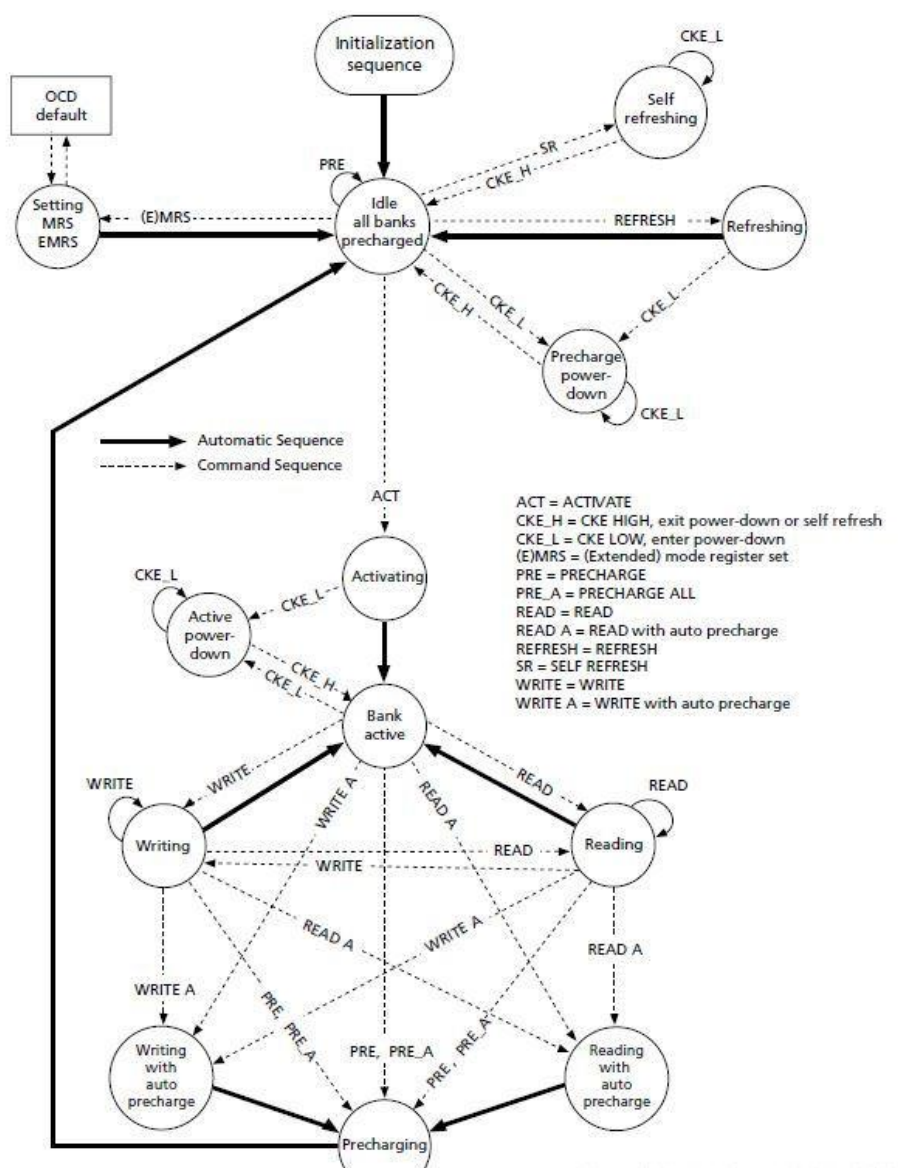 Initialization
sequence
CKE_L
OCD
default
Self
refreshing
SR
PRE
CKE_H
Setting
MRS
EMRS
(E)MRS
Idle
all banks
precharged
REFRESH
Refreshing
CKE_H
CKE_L
CKE_L
Precharge
power-
down
CKE_L
Automatic Sequence
Command Sequence
ACT
ACT = ACTIVATE
CKE_H = CKE HIGH, exit power-down or self refresh
CKE_L = CKE LOW, enter power-down
(E)MRS = (Extended) mode register set
PRE = PRECHARGE
PRE_A = PRECHARGE ALL
READ = READ
READ A = READ with auto precharge
REFRESH = REFRESH
SR = SELF REFRESH
WRITE = WRITE
WRITE A = WRITE with auto precharge
CKE_L
Activating
CKE_L
Active
power-
down
CKE_H
CKE_L
Bank
active
WRITE
WRITE
WRITE A
READ A
READ
READ
Writing
READ
WRITE
Reading
READ A
WRITE A
READ A
WRITE A
PRE, PRE_A
PRE, PRE_A
PRE, PRE_A
Writing
with
auto
precharge
Reading
with
auto
precharge
Precharging